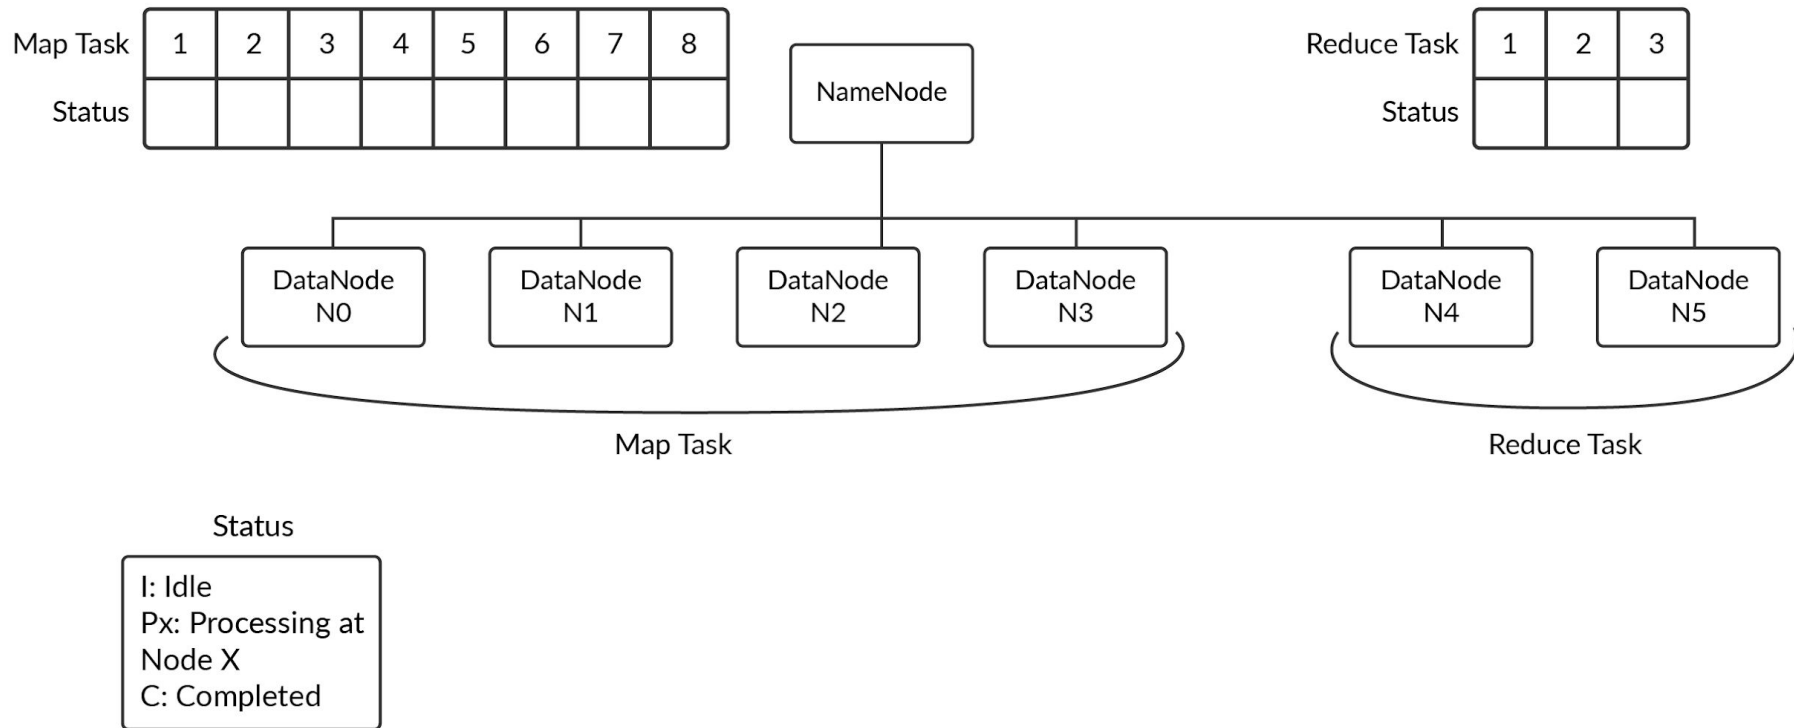 Map Task 1 2 3 4 5 6 7 8
Status
NameNode
Reduce Task 1 2 3
Status
DataNode
N0
DataNode
N1
DataNode
N2
DataNode
N3
DataNode
N4
DataNode
N5
Map Task
Reduce Task
Status
I: Idle
Px: Processing at
Node X
C: Completed